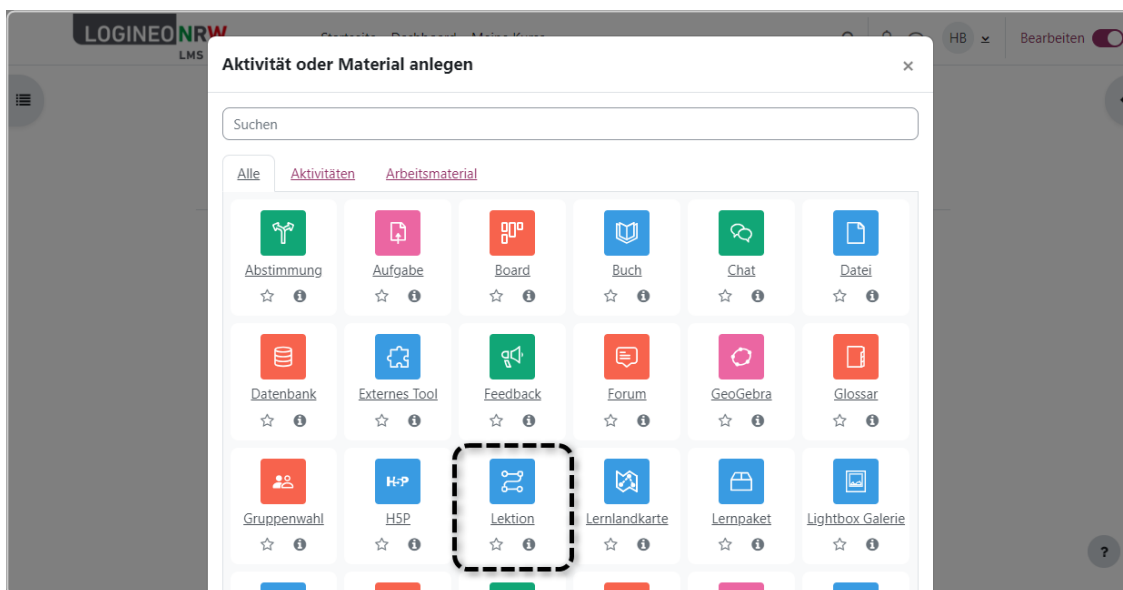 LOGINEO NRW
LMS
Startseite Dashboard Meine Kurse
HB
Bearbeiten
Aktivität oder Material anlegen
Suchen
Alle Aktivitäten Arbeitsmaterial
Abstimmung Aufgabe Board Buch Chat Datei
Datenbank Externes Tool Feedback Forum GeoGebra Glossar
H-P
Gruppenwahl H5P Lektion Lernlandkarte Lernpaket Lightbox Galerie
?